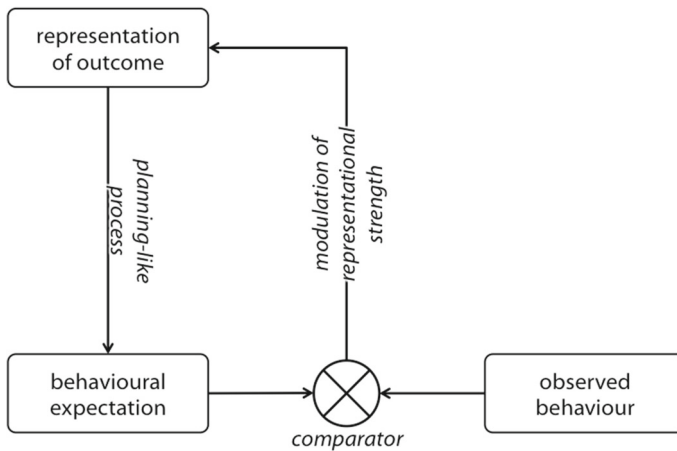 representation
of outcome
planning-like
process
modulation of
representational
strength
behavioural
expectation
comparator
observed
behaviour